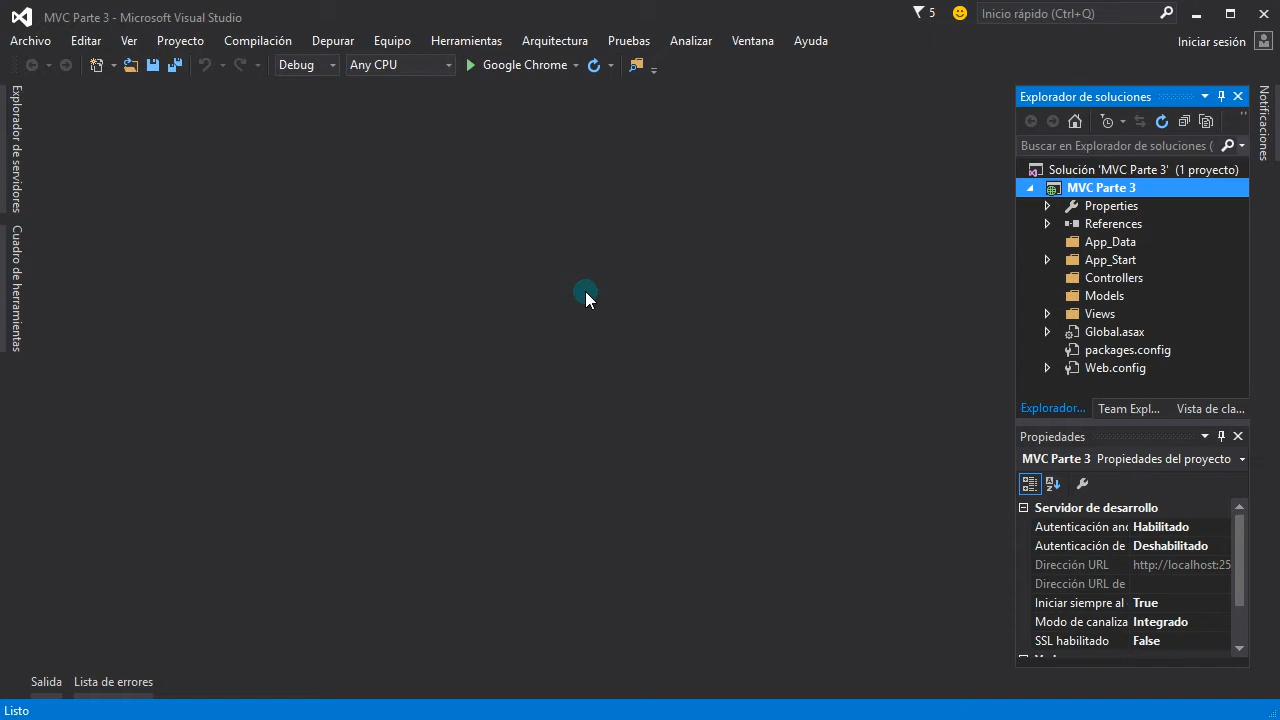 MVC Parte 3 - Microsoft Visual Studio
5
Inicio rápido (Ctrl+Q)
Archivo Editar Ver Proyecto Compilación Depurar Equipo Herramientas Arquitectura Pruebas Analizar Ventana Ayuda
Iniciar sesión
Debug Any CPU Google Chrome
Explorador de servidores
Cuadro de herramientas
Explorador de soluciones
Buscar en Explorador de soluciones (
Solución 'MVC Parte 3' (1 proyecto)
MVC Parte 3
Properties
References
App_Data
App_Start
Controllers
Models
Views
Global.asax
packages.config
Web.config
Explorador... Team Expl... Vista de cla...
Propiedades
MVC Parte 3 Propiedades del proyecto
Servidor de desarrollo
Autenticación anó Habilitado
Autenticación de Deshabilitado
Dirección URL http://localhost:25
Dirección URL de
Iniciar siempre al True
Modo de canaliza Integrado
SSL habilitado False
Notificaciones
Salida Lista de errores
Listo